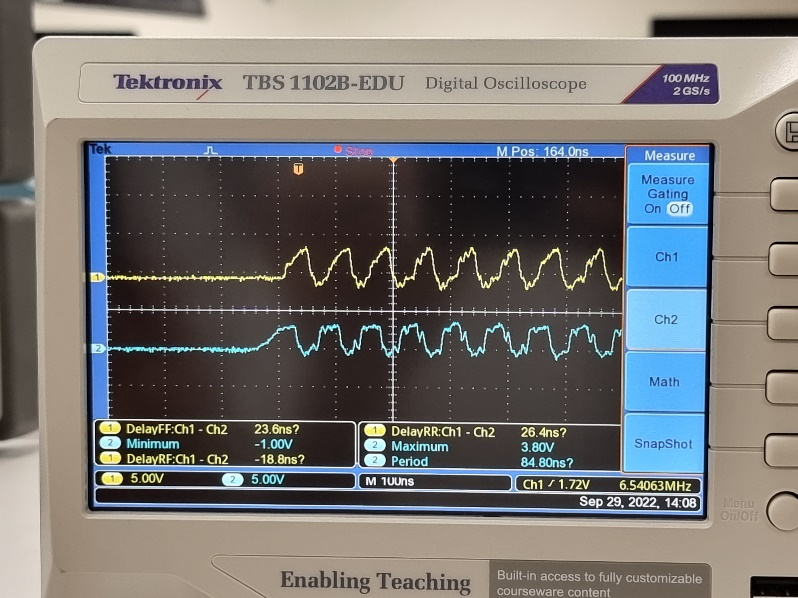 Tektronix TBS 1102B-EDU Digital Oscilloscope 100 MHz
2 GS/s
Tek Stop M Pos: 164.0ns Measure
T
Measure
Gating
On Off
1
Ch1
Ch2
2
Math
1 DelayFF:Ch1 - Ch2 23.6ns? 1 DelayRR:Ch1 - Ch2 26.4ns?
2 Minimum -1.00V 2 Maximum 3.80V
1 DelayRF:Ch1 - Ch2 -18.8ns? 2 Period 84.80ns?
SnapShot
1 5.00V 2 5.00V M 100ns Ch1 / 1.72V 6.54063MHz
Sep 29, 2022, 14:08
Menu
On/Off
Enabling Teaching
Built-in access to fully customizable
courseware content